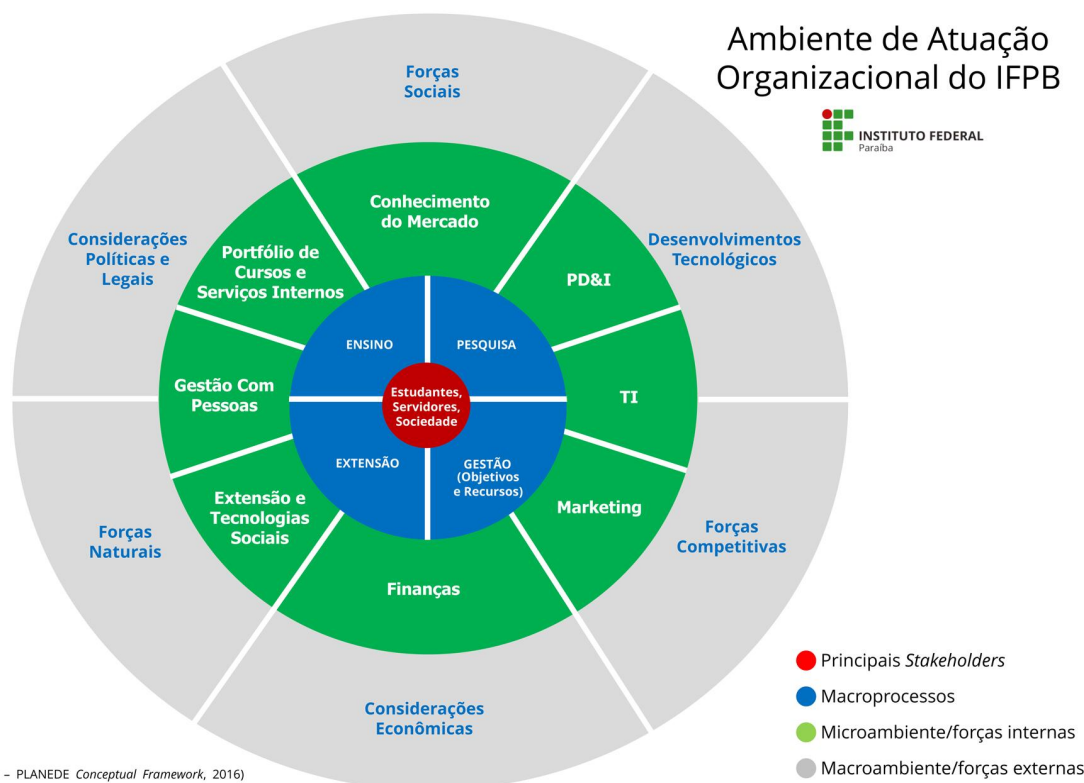 Ambiente de Atuação
Organizacional do IFPB
INSTITUTO FEDERAL
Paraíba
Forças
Sociais
Considerações
Políticas e
Legais
Desenvolvimentos
Tecnológicos
Forças
Naturais
Forças
Competitivas
Considerações
Econômicas
Conhecimento
do Mercado
Portfólio de
Cursos e
Serviços Internos
PD&I
Gestão Com
Pessoas
TI
Extensão e
Tecnologias
Sociais
Marketing
Finanças
ENSINO
PESQUISA
EXTENSÃO
GESTÃO
(Objetivos
e Recursos)
Estudantes,
Servidores,
Sociedade
Principais Stakeholders
Macroprocessos
Microambiente/forças internas
Macroambiente/forças externas
– PLANEDE Conceptual Framework, 2016)